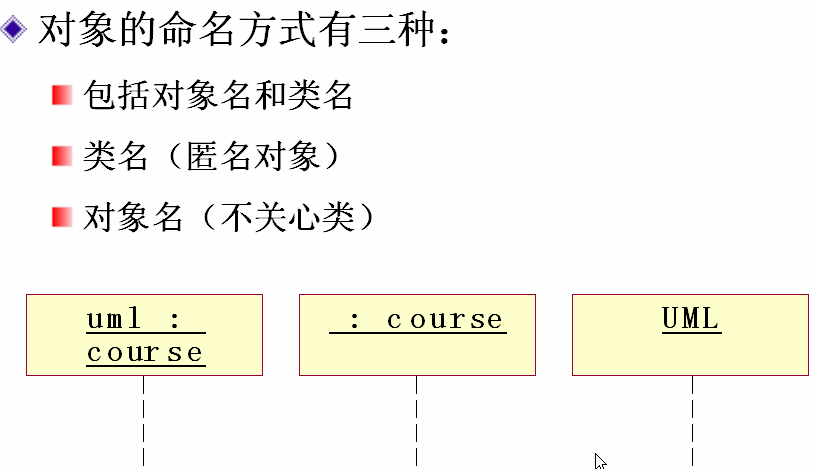 对象的命名方式有三种：
包括对象名和类名
类名（匿名对象）
对象名（不关心类）
uml :
course
: course
UML